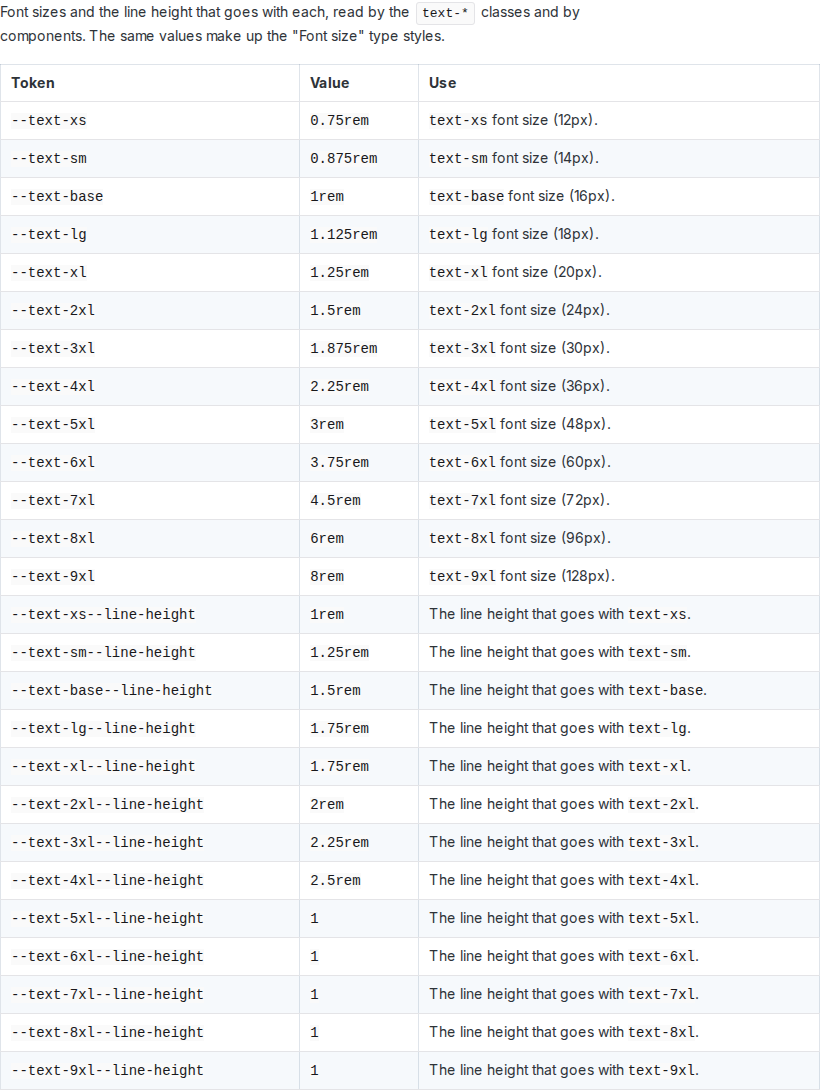 Font sizes and the line height that goes with each, read by the text-* classes and by
components. The same values make up the "Font size" type styles.
Token Value Use
--text-xs 0.75rem text-xs font size (12px).
--text-sm 0.875rem text-sm font size (14px).
--text-base 1rem text-base font size (16px).
--text-lg 1.125rem text-lg font size (18px).
--text-xl 1.25rem text-xl font size (20px).
--text-2xl 1.5rem text-2xl font size (24px).
--text-3xl 1.875rem text-3xl font size (30px).
--text-4xl 2.25rem text-4xl font size (36px).
--text-5xl 3rem text-5xl font size (48px).
--text-6xl 3.75rem text-6xl font size (60px).
--text-7xl 4.5rem text-7xl font size (72px).
--text-8xl 6rem text-8xl font size (96px).
--text-9xl 8rem text-9xl font size (128px).
--text-xs--line-height 1rem The line height that goes with text-xs.
--text-sm--line-height 1.25rem The line height that goes with text-sm.
--text-base--line-height 1.5rem The line height that goes with text-base.
--text-lg--line-height 1.75rem The line height that goes with text-lg.
--text-xl--line-height 1.75rem The line height that goes with text-xl.
--text-2xl--line-height 2rem The line height that goes with text-2xl.
--text-3xl--line-height 2.25rem The line height that goes with text-3xl.
--text-4xl--line-height 2.5rem The line height that goes with text-4xl.
--text-5xl--line-height 1 The line height that goes with text-5xl.
--text-6xl--line-height 1 The line height that goes with text-6xl.
--text-7xl--line-height 1 The line height that goes with text-7xl.
--text-8xl--line-height 1 The line height that goes with text-8xl.
--text-9xl--line-height 1 The line height that goes with text-9xl.